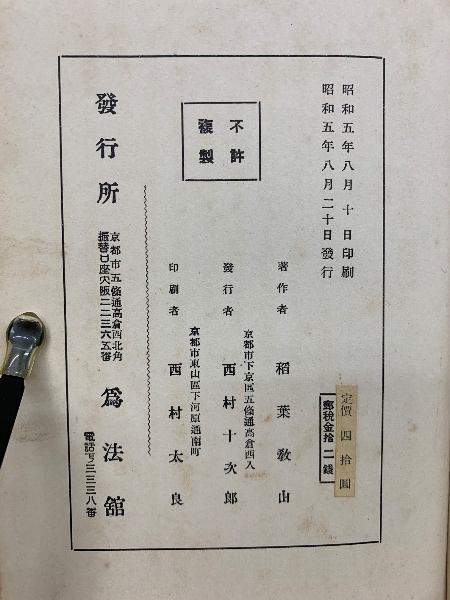 昭和五年八月十日印刷
昭和五年八月二十日發行
定價四拾圓
郵税金拾二錢
不許
複製
著作者 稻葉教山
京都市下京區五條通高倉西入
發行者 西村十次郎
京都市東山區下河原通南町
印刷者 西村太良
發行所 爲法舘
京都市五條通高倉西北角
振替口座大阪二二三六五番
電話下三三三八番